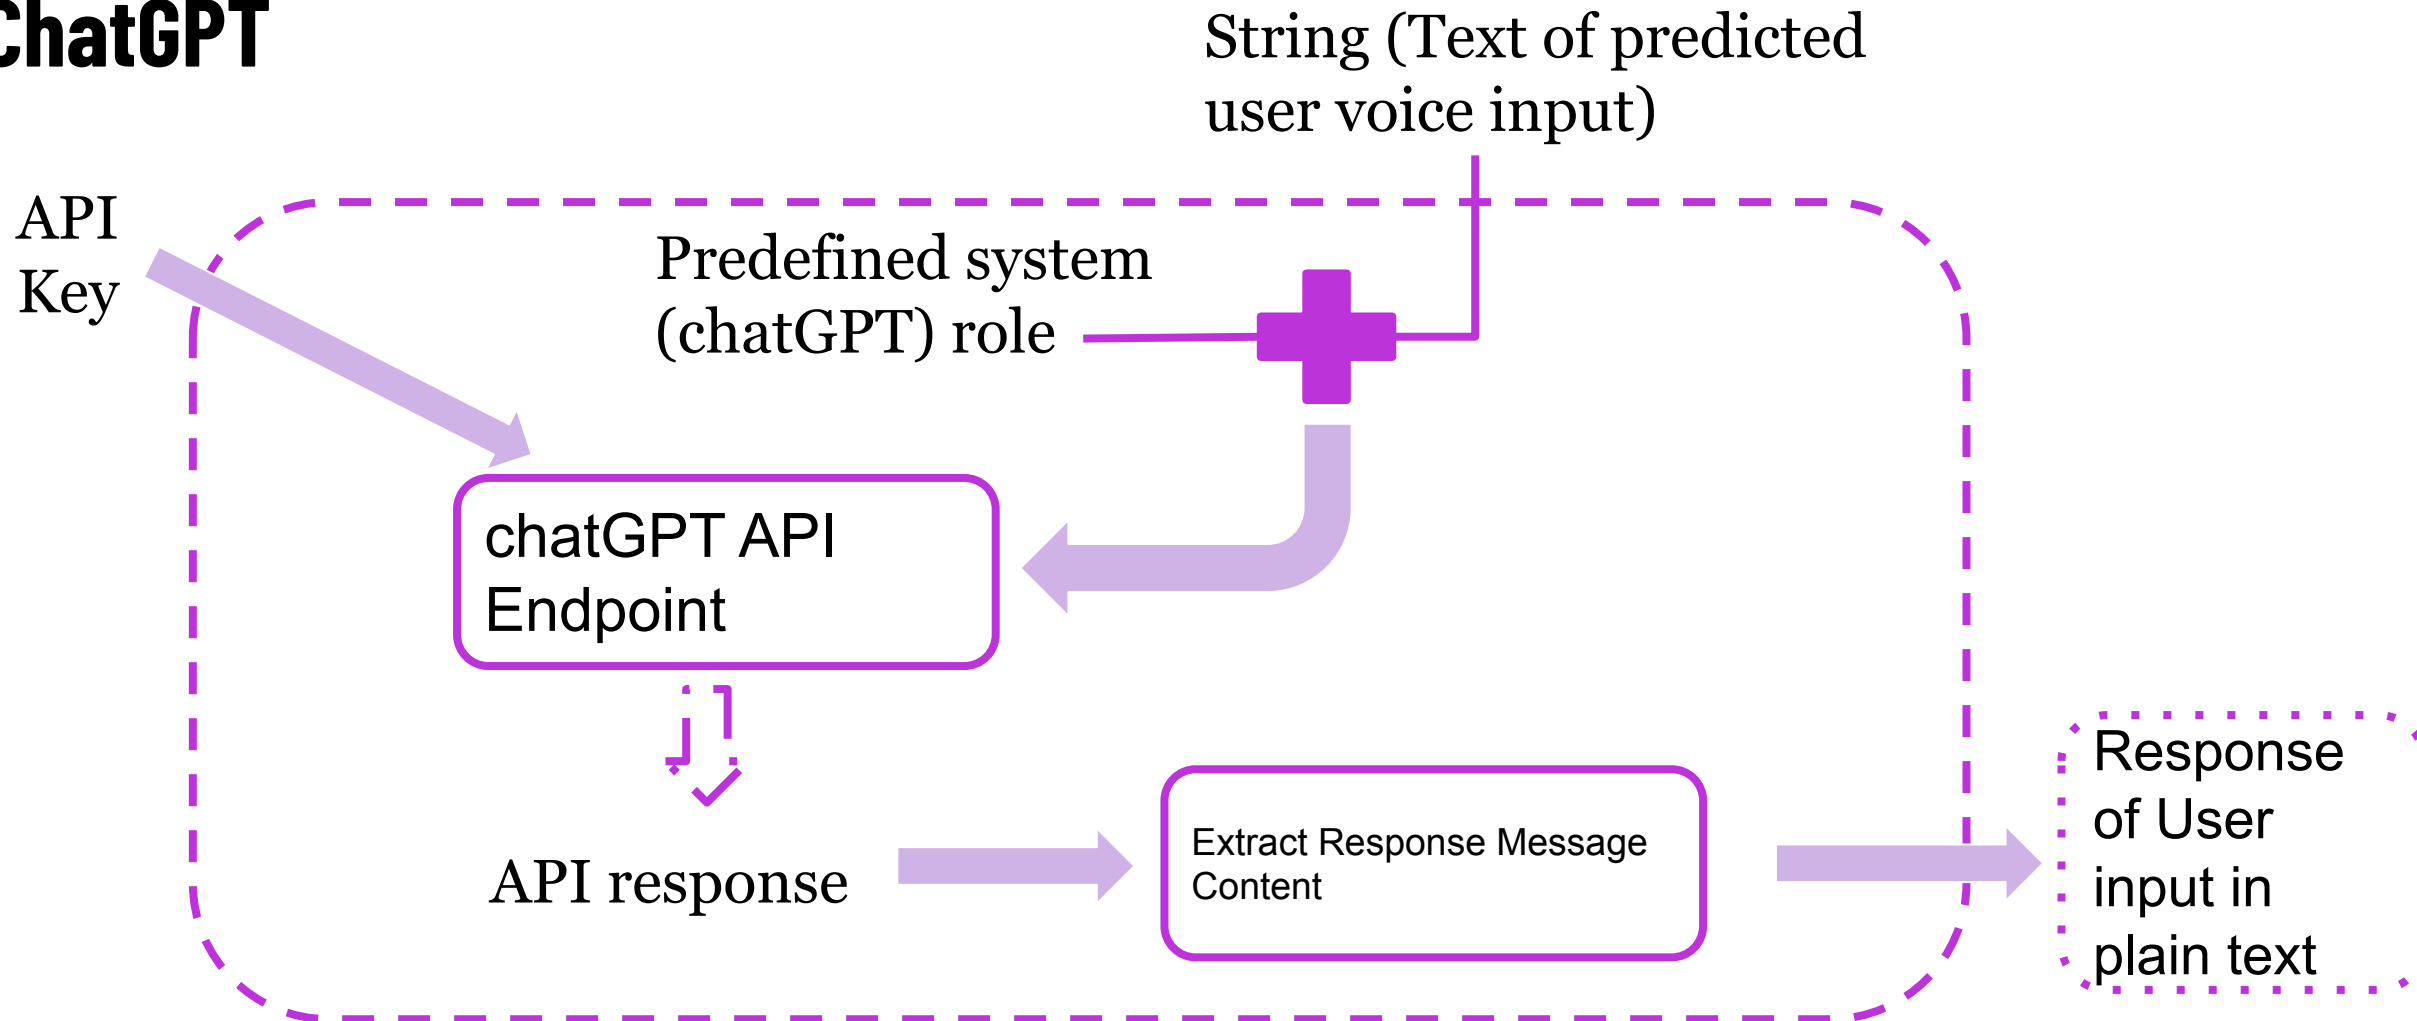 ChatGPT
String (Text of predicted
user voice input)
API
Key
Predefined system
(chatGPT) role
chatGPT API
Endpoint
API response
Extract Response Message
Content
Response
of User
input in
plain text